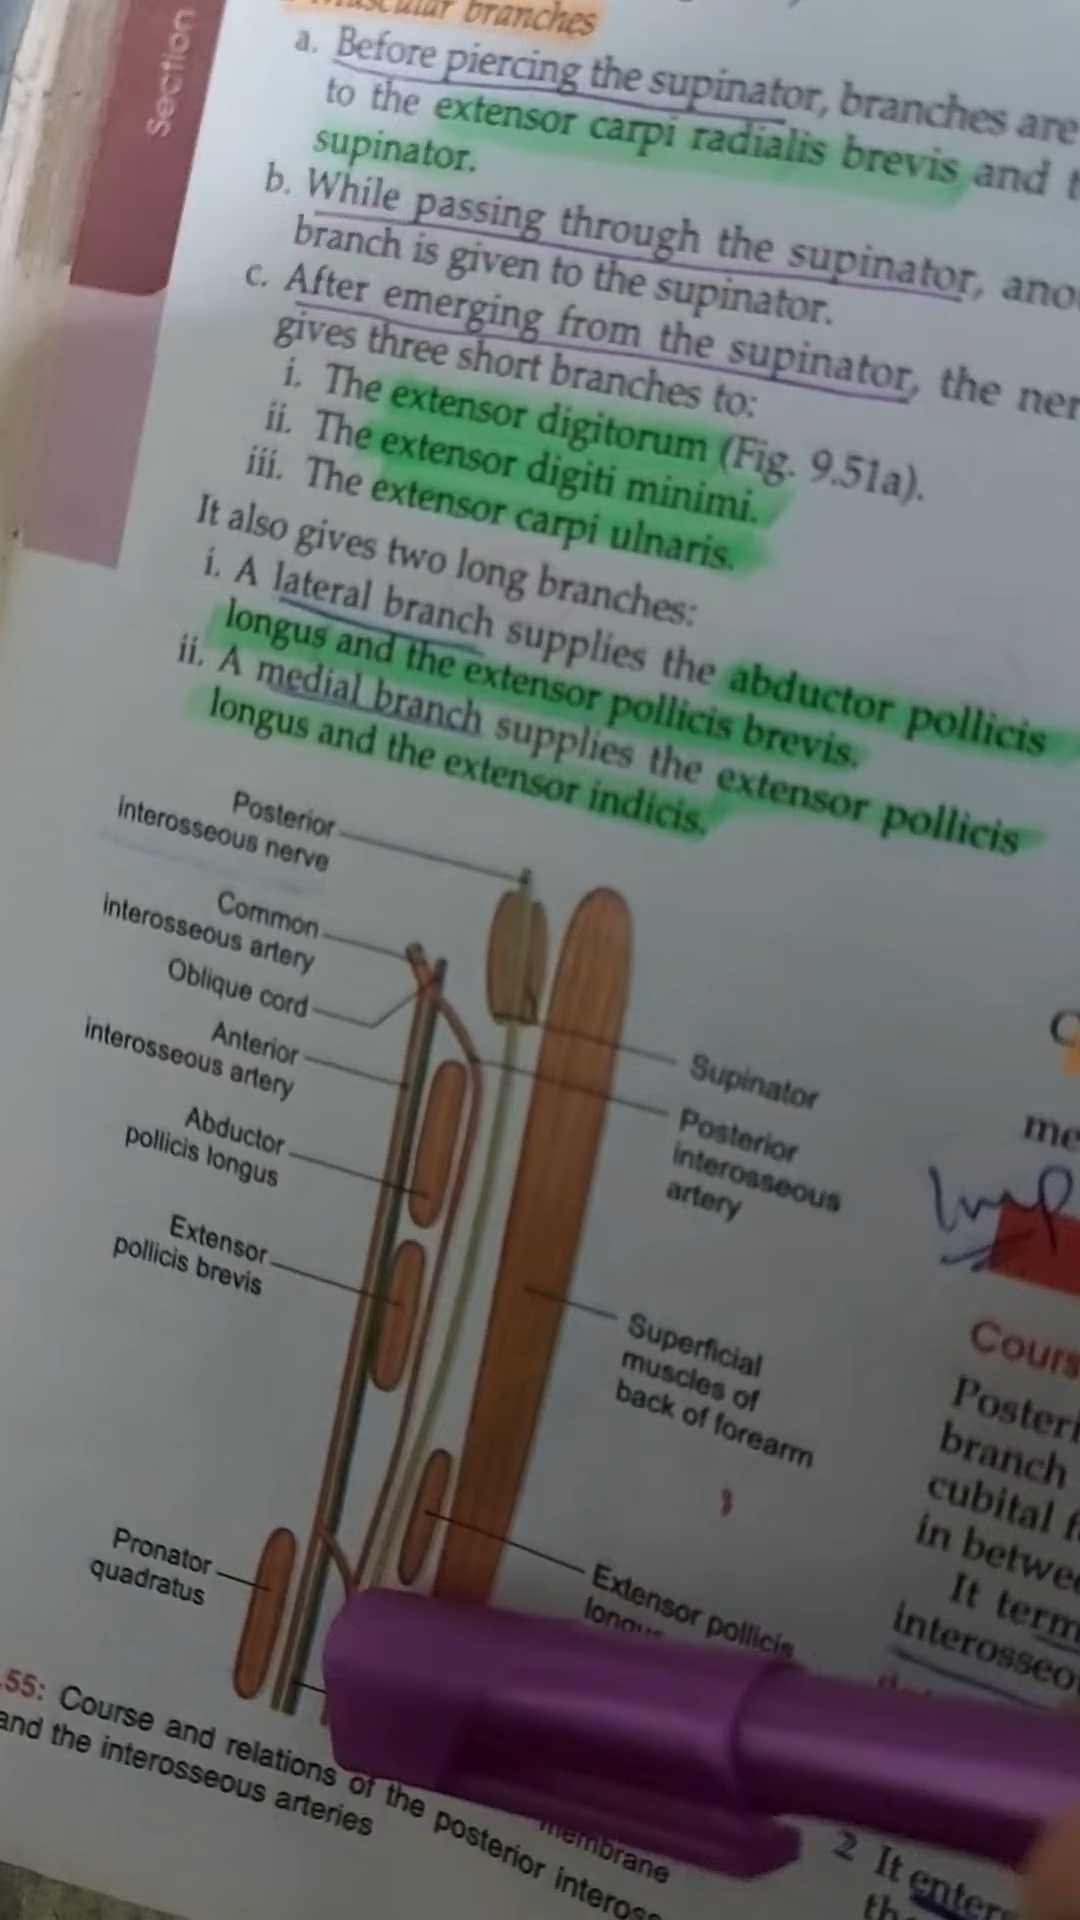 Section
Muscular branches
a. Before piercing the supinator, branches are
to the extensor carpi radialis brevis and
supinator.
b. While passing through the supinator,
branch is given to the supinator.
c. After emerging from the supinator, the
gives three short branches to:
i. The extensor digitorum (Fig. 9.51a).
ii. The extensor digiti minimi.
iii. The extensor carpi ulnaris.
It also gives two long branches:
i. A lateral branch supplies the abductor pollicis
longus and the extensor pollicis brevis.
ii. A medial branch supplies the extensor pollicis
longus and the extensor indicis.
Posterior
interosseous nerve
Common
interosseous artery
Oblique cord
Anterior
interosseous artery
Abductor
pollicis longus
Extensor
pollicis brevis
Pronator
quadratus
Supinator
Posterior
interosseous
artery
Superficial
muscles of
back of forearm
Extensor pollicis
longus
membrane
.55: Course and relations of the posterior inteross
and the interosseous arteries
me
Imp
Cours
Posteri
branch
cubital f
in betwe
It term
interosseo
2 It enters